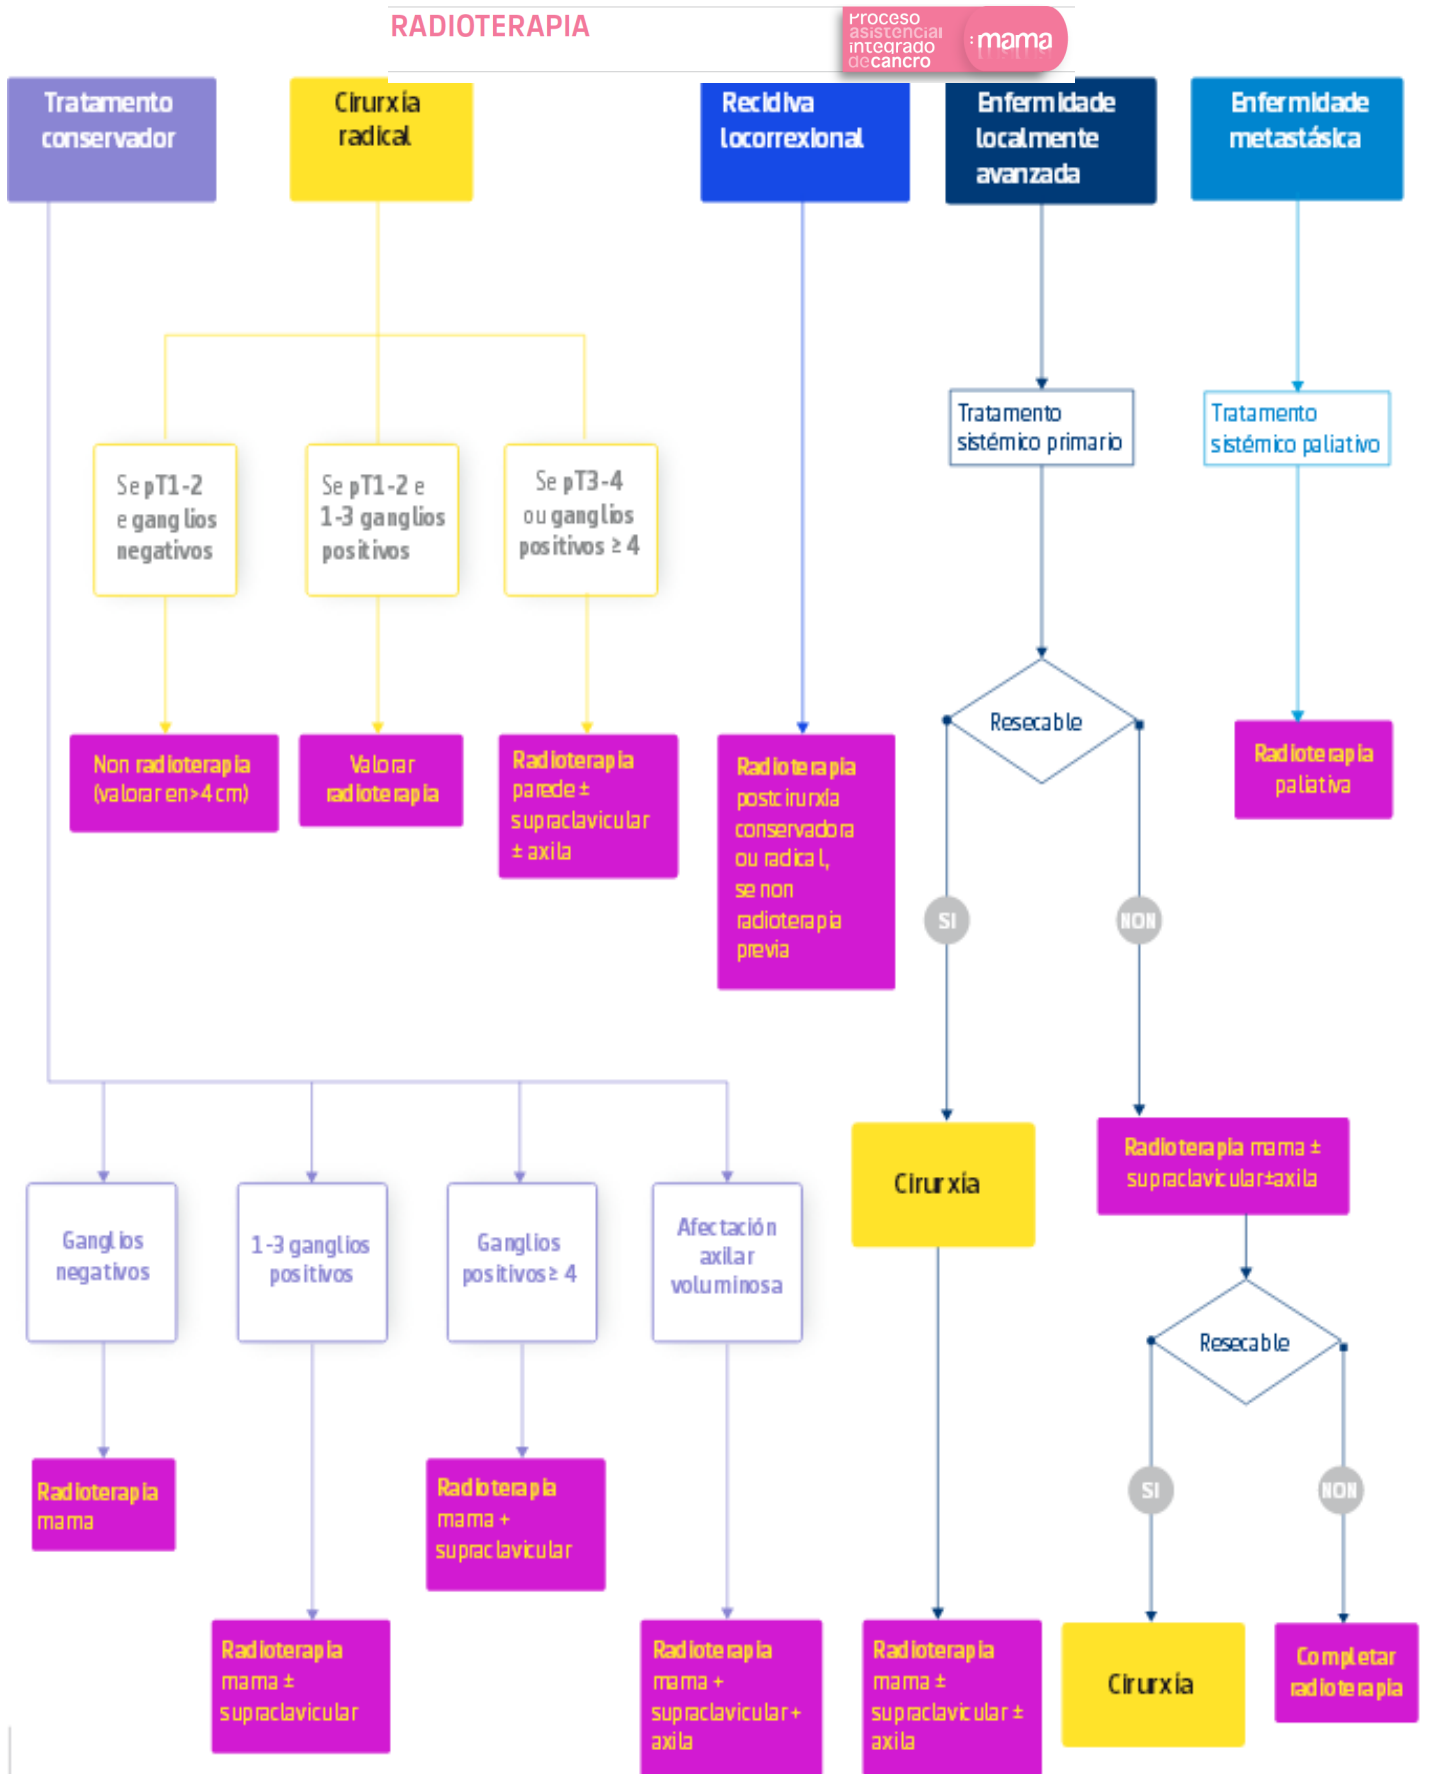 RADIOTERAPIA
Proceso
asistencial
integrado
decancro
:mama
Tratamento
conservador
Cirurxía
radical
Recidiva
locorrexional
Enfermidade
localmente
avanzada
Enfermidade
metastásica
Tratamento
sistémico primario
Tratamento
sistémico paliativo
Se pT1-2
e ganglios
negativos
Se pT1-2 e
1-3 ganglios
positivos
Se pT3-4
ou ganglios
positivos ≥ 4
Resecable
Non radioterapia
(valorar en>4 cm)
Valorar
radioterapia
Radioterapia
parede ±
supraclavicular
± axila
Radioterapia
postcirurxía
conservadora
ou radical,
se non
radioterapia
previa
Radioterapia
paliativa
SI
NON
Cirurxía
Radioterapia mama ±
supraclavicular±axila
Ganglios
negativos
1-3 ganglios
positivos
Ganglios
positivos≥ 4
Afectación
axilar
voluminosa
Resecable
SI
NON
Radioterapia
mama
Radioterapia
mama +
supraclavicular
Radioterapia
mama ±
supraclavicular
Radioterapia
mama +
supraclavicular +
axila
Radioterapia
mama ±
supraclavicular ±
axila
Cirurxía
Completar
radioterapia